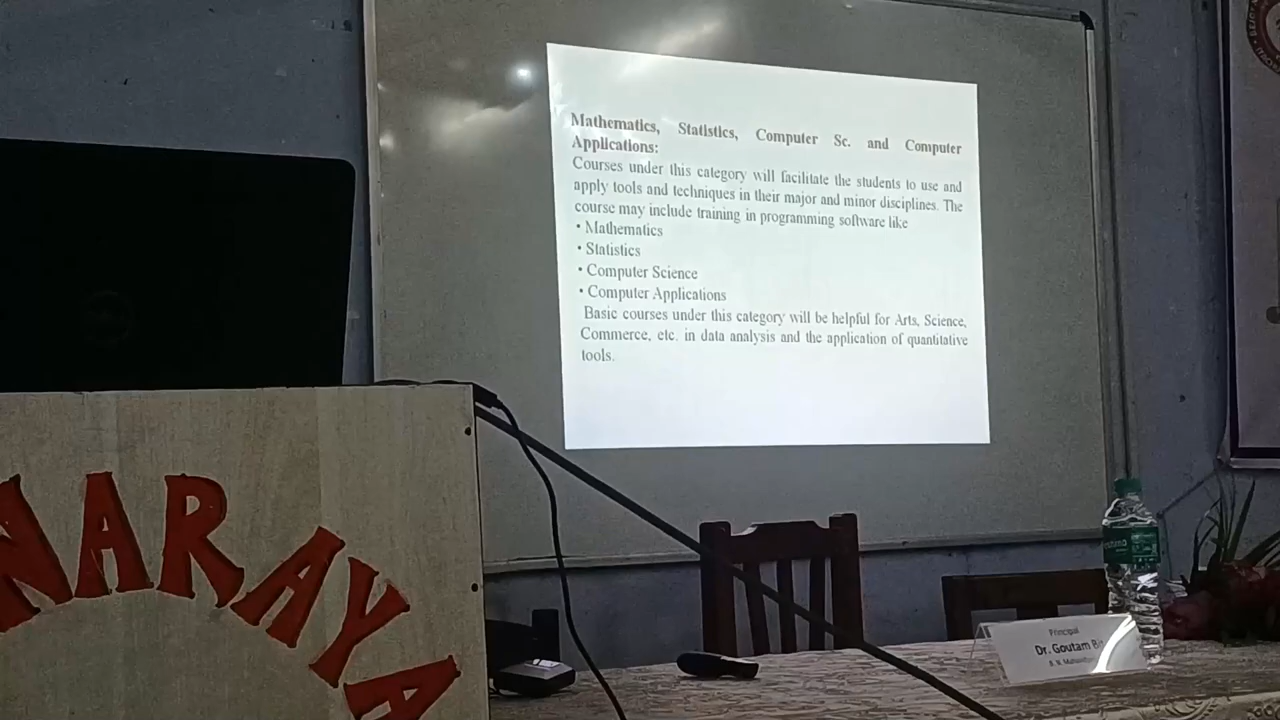 Mathematics, Statistics, Computer Sc. and Computer
Applications:
Courses under this category will facilitate the students to use and
apply tools and techniques in their major and minor disciplines. The
course may include training in programming software like
• Mathematics
• Statistics
• Computer Science
• Computer Applications
Basic courses under this category will be helpful for Arts, Science,
Commerce, etc. in data analysis and the application of quantitative
tools.
NARAYA
Principal
Dr. Goutam
B. N.